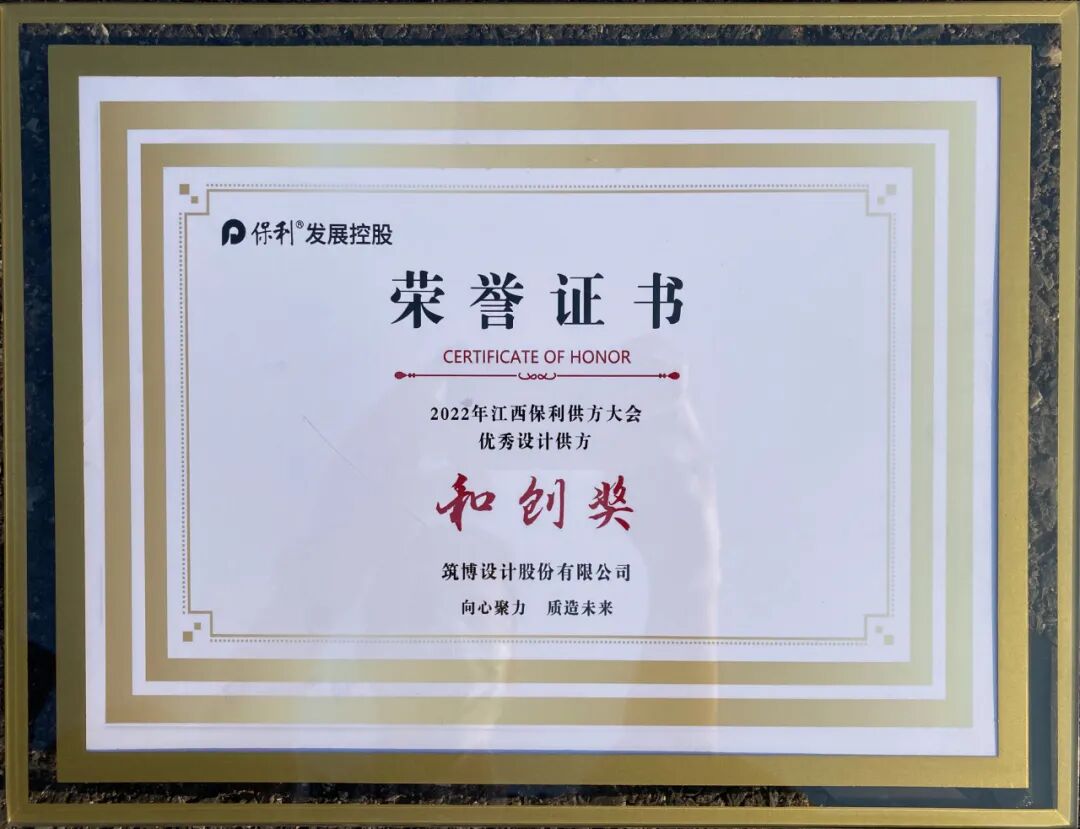 保利®发展控股
荣誉证书
CERTIFICATE OF HONOR
2022年江西保利供方大会
优秀设计供方
和创奖
筑博设计股份有限公司
向心聚力 质造未来